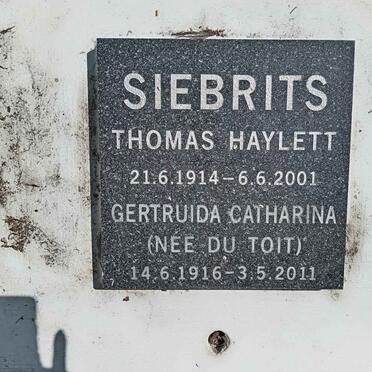 SIEBRITS
THOMAS HAYLETT
21.6.1914-6.6.2001
GERTRUIDA CATHARINA
(NEE DU TOIT)
14.6.1916-3.5.2011